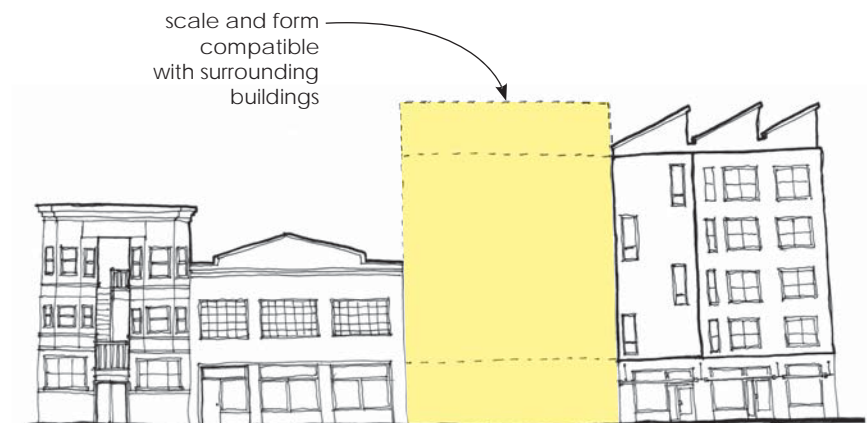 scale and form
compatible
with surrounding
buildings